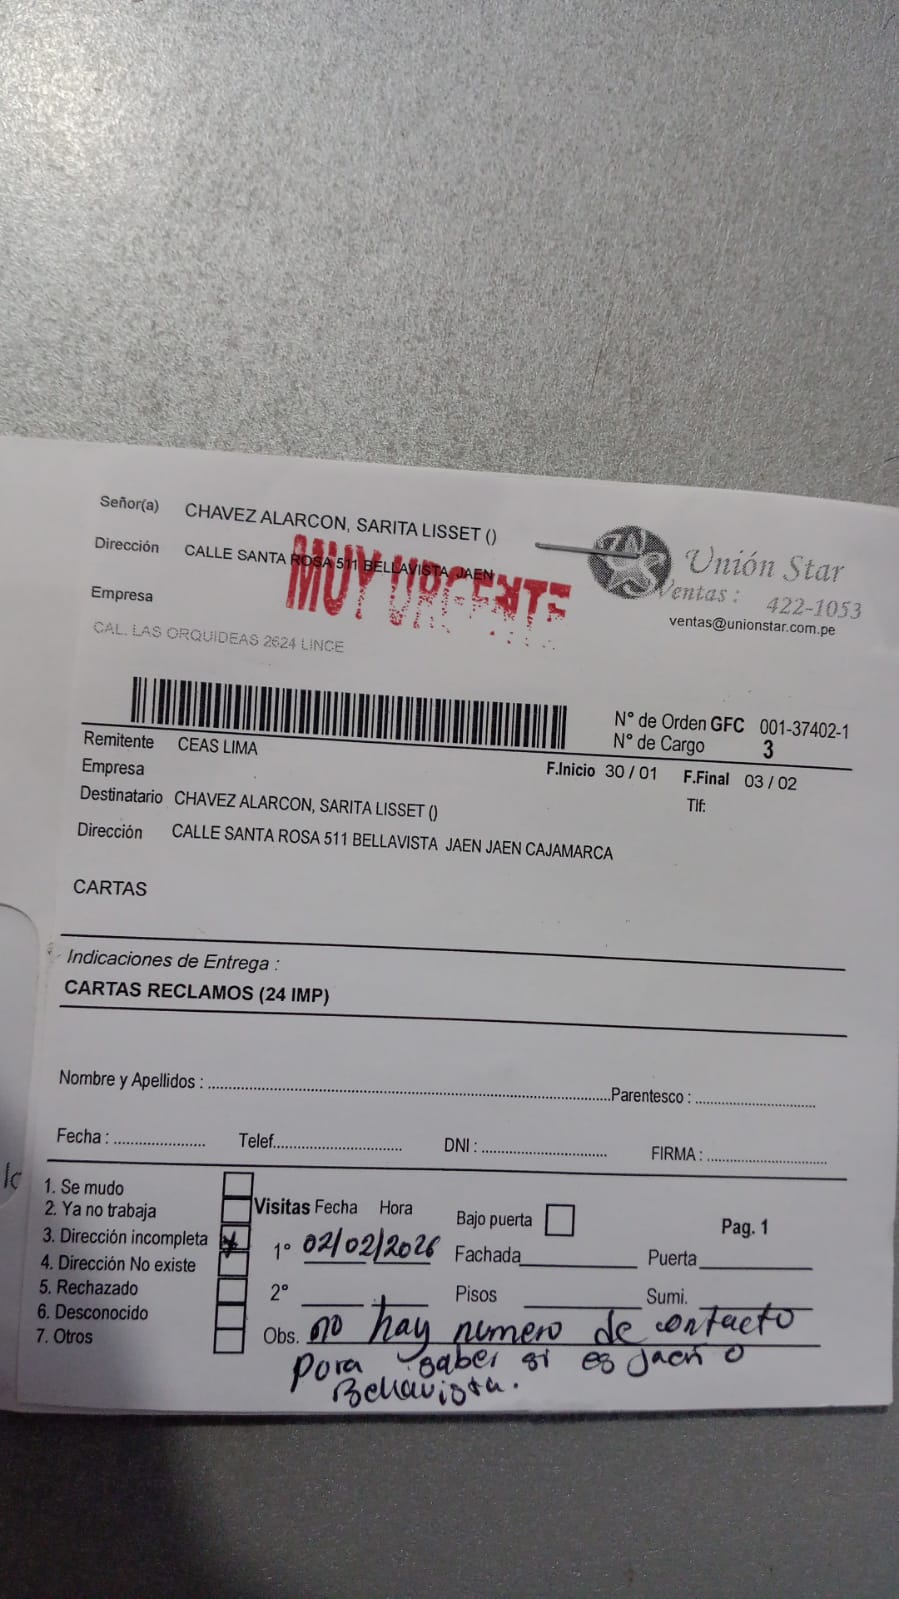 Señor(a) CHAVEZ ALARCON, SARITA LISSET ()
Dirección CALLE SANTA ROSA 511 BELLAVISTA JAEN
MUY URGENTE
Empresa
CAL. LAS ORQUIDEAS 2624 LINCE
Unión Star
Ventas : 422-1053
ventas@unionstar.com.pe
N° de Orden GFC 001-37402-1
N° de Cargo 3
Remitente CEAS LIMA
F.Inicio 30 / 01 F.Final 03 / 02
Empresa
Tlf:
Destinatario CHAVEZ ALARCON, SARITA LISSET ()
Dirección CALLE SANTA ROSA 511 BELLAVISTA JAEN JAEN CAJAMARCA
CARTAS
Indicaciones de Entrega :
CARTAS RECLAMOS (24 IMP)
Nombre y Apellidos : ............ Parentesco : ............
Fecha : ............ Telef............. DNI : ............ FIRMA : ............
1. Se mudo
2. Ya no trabaja
3. Dirección incompleta
4. Dirección No existe
5. Rechazado
6. Desconocido
7. Otros
Visitas Fecha Hora
1° 02/02/2026
2°
Bajo puerta
Pag. 1
Fachada Puerta
Pisos Sumi.
Obs. no hay numero de contacto
para saber si es Jaen o
Bellavista.